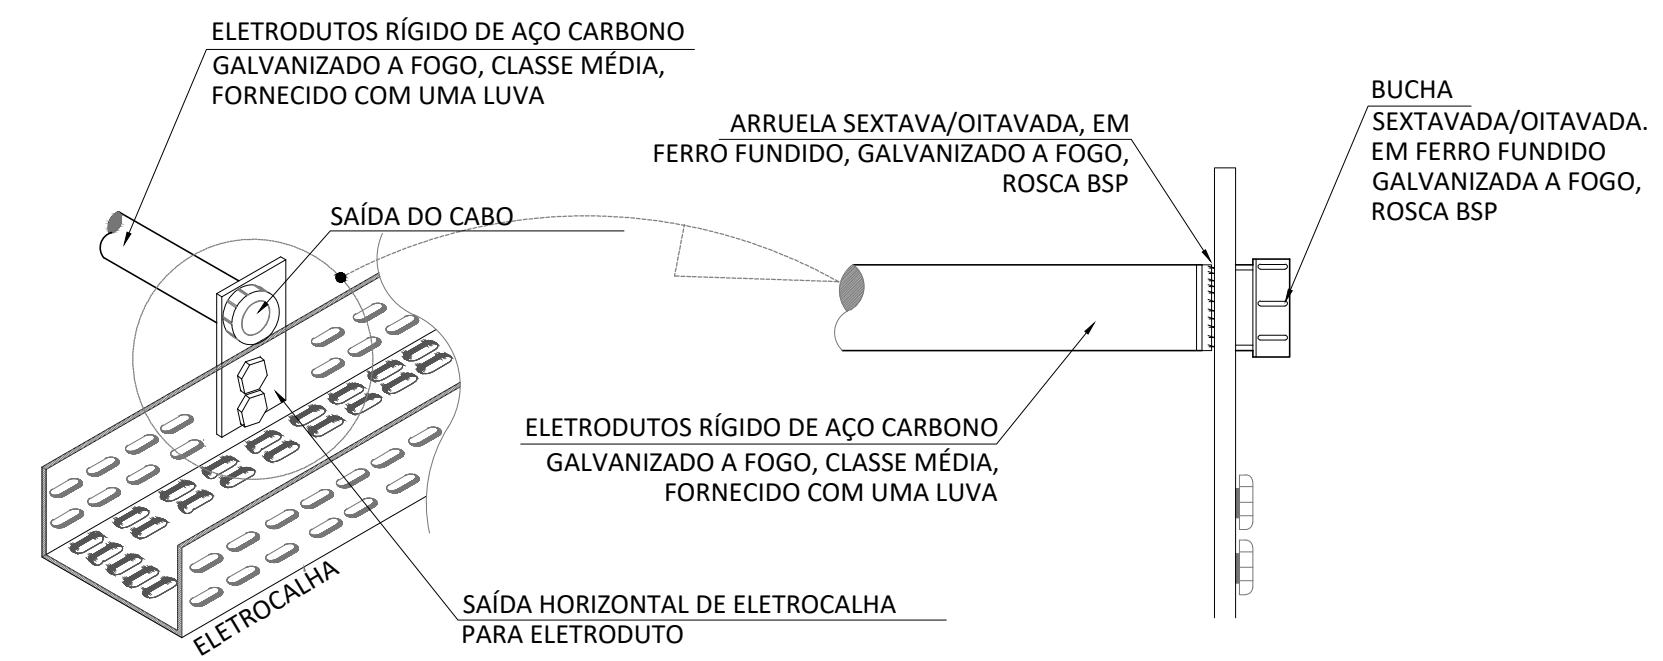 ELETRODUTOS RÍGIDO DE AÇO CARBONO
GALVANIZADO A FOGO, CLASSE MÉDIA,
FORNECIDO COM UMA LUVA
SAÍDA DO CABO
ARRUELA SEXTAVA/OITAVADA, EM
FERRO FUNDIDO, GALVANIZADO A FOGO,
ROSCA BSP
BUCHA
SEXTAVADA/OITAVADA.
EM FERRO FUNDIDO
GALVANIZADA A FOGO,
ROSCA BSP
ELETRODUTOS RÍGIDO DE AÇO CARBONO
GALVANIZADO A FOGO, CLASSE MÉDIA,
FORNECIDO COM UMA LUVA
ELETROCALHA
SAÍDA HORIZONTAL DE ELETROCALHA
PARA ELETRODUTO